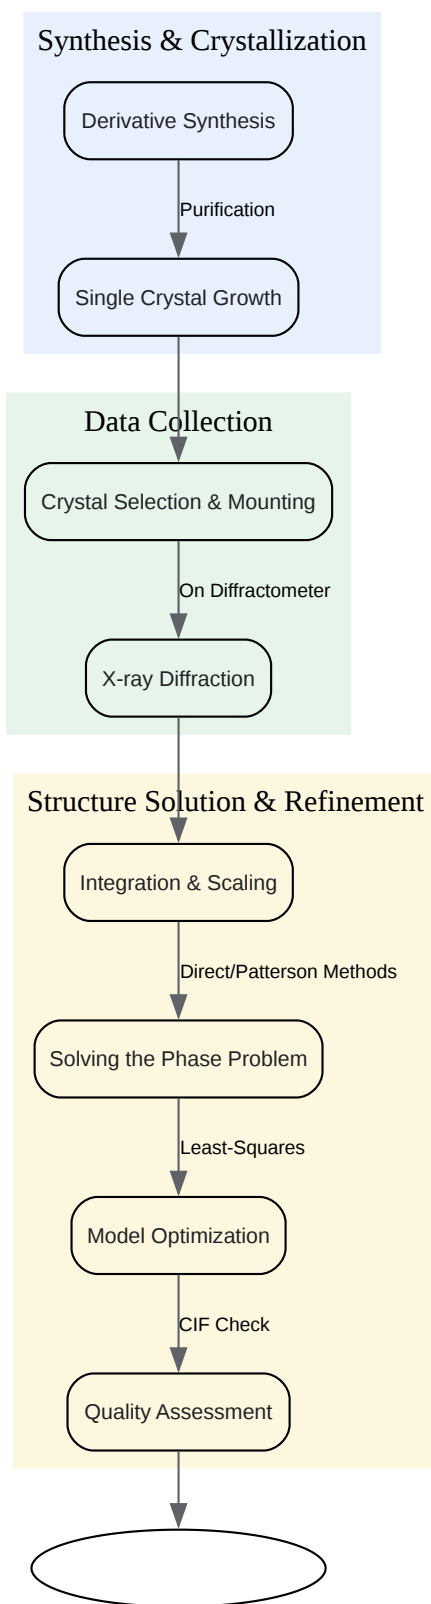 Synthesis & Crystallization
Derivative Synthesis
Purification
Single Crystal Growth
Data Collection
Crystal Selection & Mounting
On Diffractometer
X-ray Diffraction
Structure Solution & Refinement
Integration & Scaling
Direct/Patterson Methods
Solving the Phase Problem
Least-Squares
Model Optimization
CIF Check
Quality Assessment